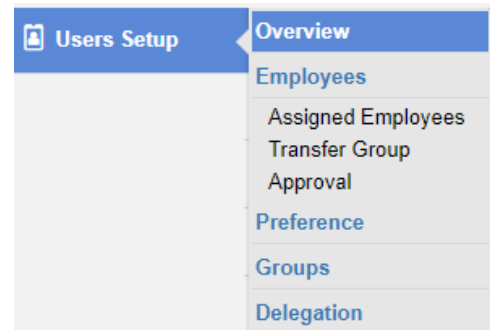 Users Setup
Overview
Employees
Assigned Employees
Transfer Group
Approval
Preference
Groups
Delegation